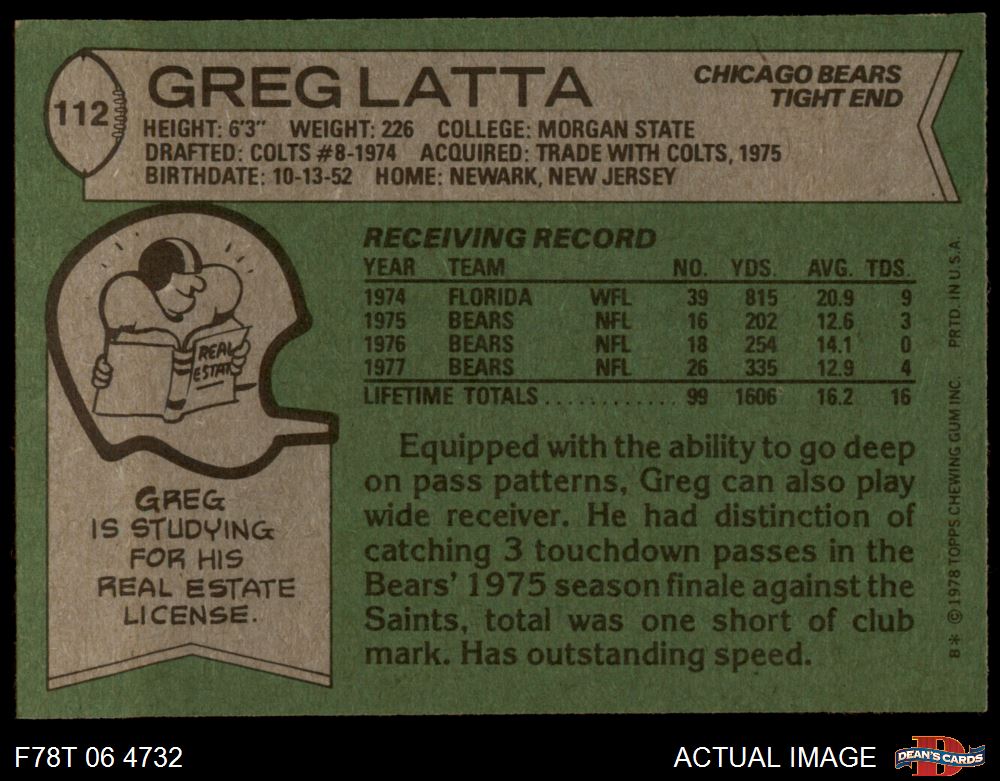 112
GREG LATTA
CHICAGO BEARS
TIGHT END
HEIGHT: 6'3" WEIGHT: 226 COLLEGE: MORGAN STATE
DRAFTED: COLTS #8-1974 ACQUIRED: TRADE WITH COLTS, 1975
BIRTHDATE: 10-13-52 HOME: NEWARK, NEW JERSEY
REAL
ESTATE
GREG
IS STUDYING
FOR HIS
REAL ESTATE
LICENSE.
RECEIVING RECORD
YEAR TEAM NO. YDS. AVG. TDS.
1974 FLORIDA WFL 39 815 20.9 9
1975 BEARS NFL 16 202 12.6 3
1976 BEARS NFL 18 254 14.1 0
1977 BEARS NFL 26 335 12.9 4
LIFETIME TOTALS............ 99 1606 16.2 16
Equipped with the ability to go deep
on pass patterns, Greg can also play
wide receiver. He had distinction of
catching 3 touchdown passes in the
Bears' 1975 season finale against the
Saints, total was one short of club
mark. Has outstanding speed.
8* © 1978 TOPPS CHEWING GUM INC. PRTD. IN U.S.A.
F78T 06 4732
ACTUAL IMAGE
D
DEAN'S CARDS